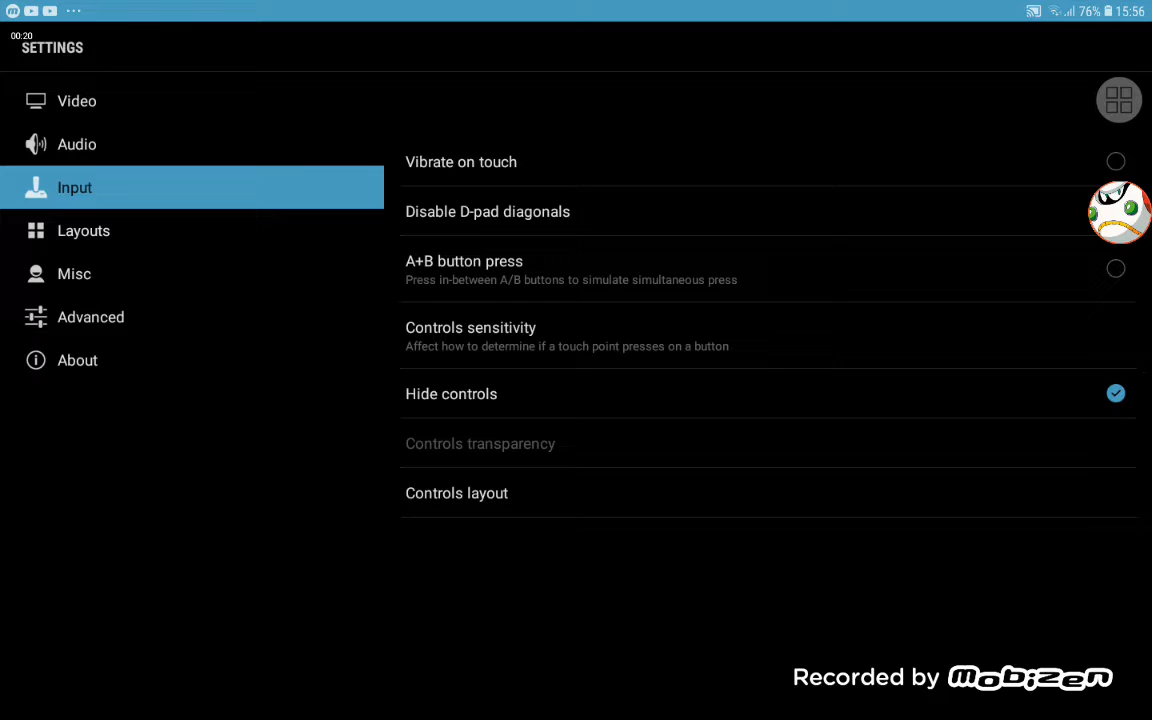 76% 15:56
00:20
SETTINGS
Video
Audio
Input
Layouts
Misc
Advanced
About
Vibrate on touch
Disable D-pad diagonals
A+B button press
Press in-between A/B buttons to simulate simultaneous press
Controls sensitivity
Affect how to determine if a touch point presses on a button
Hide controls
Controls transparency
Controls layout
Recorded by mobizen